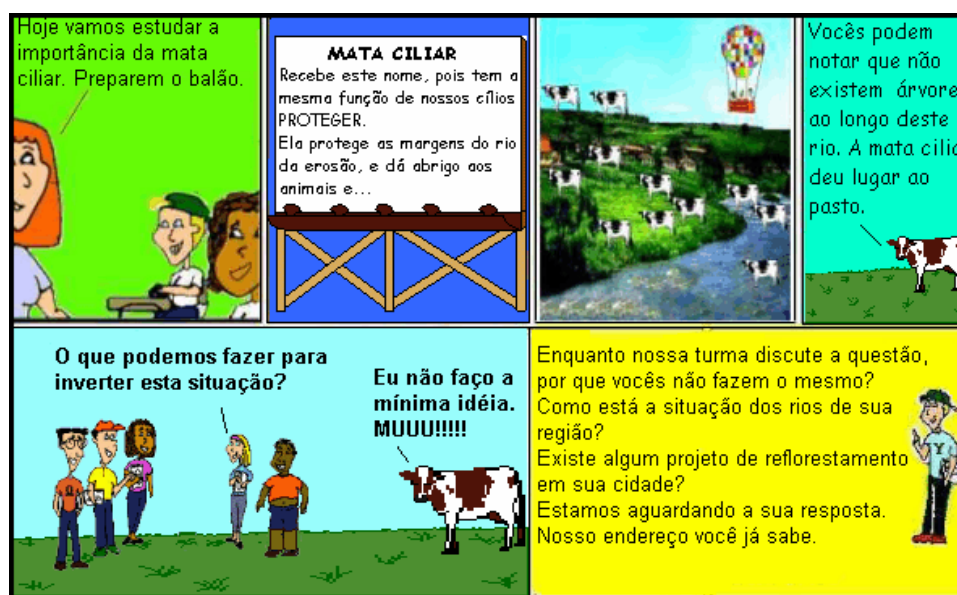 Hoje vamos estudar a
importância da mata
ciliar. Preparem o balão.
MATA CILIAR
Recebe este nome, pois tem a
mesma função de nossos cílios
PROTEGER.
Ela protege as margens do rio
da erosão, e dá abrigo aos
animais e...
Vocês podem
notar que não
existem árvore
ao longo deste
rio. A mata cilia
deu lugar ao
pasto.
O que podemos fazer para
inverter esta situação?
Eu não faço a
mínima idéia.
MUUU!!!!!
Enquanto nossa turma discute a questão,
por que vocês não fazem o mesmo?
Como está a situação dos rios de sua
região?
Existe algum projeto de reflorestamento
em sua cidade?
Estamos aguardando a sua resposta.
Nosso endereço você já sabe.
Y